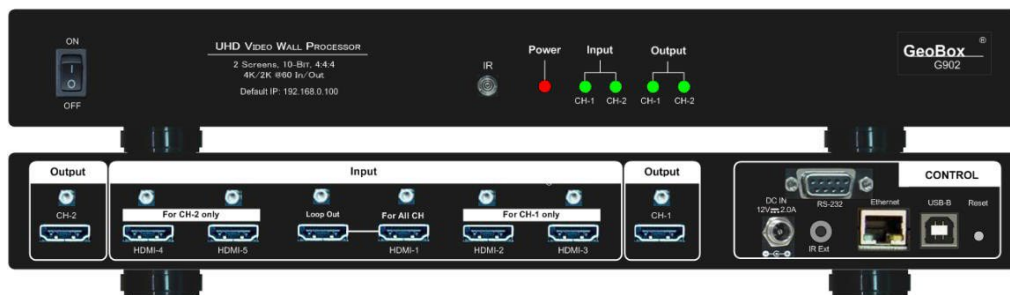 ON
I
O
OFF
UHD VIDEO WALL PROCESSOR
2 SCREENS, 10-BIT, 4:4:4
4K/2K @60 IN/OUT
DEFAULT IP: 192.168.0.100
IR
Power
Input
Output
CH-1
CH-2
CH-1
CH-2
GeoBox ®
G902
Output
CH-2
Input
For CH-2 only
HDMI-4
HDMI-5
Loop Out
For All CH
HDMI-1
For CH-1 only
HDMI-2
HDMI-3
Output
CH-1
CONTROL
RS-232
DC IN
12V⎓2.0A
IR Ext
Ethernet
USB-B
Reset